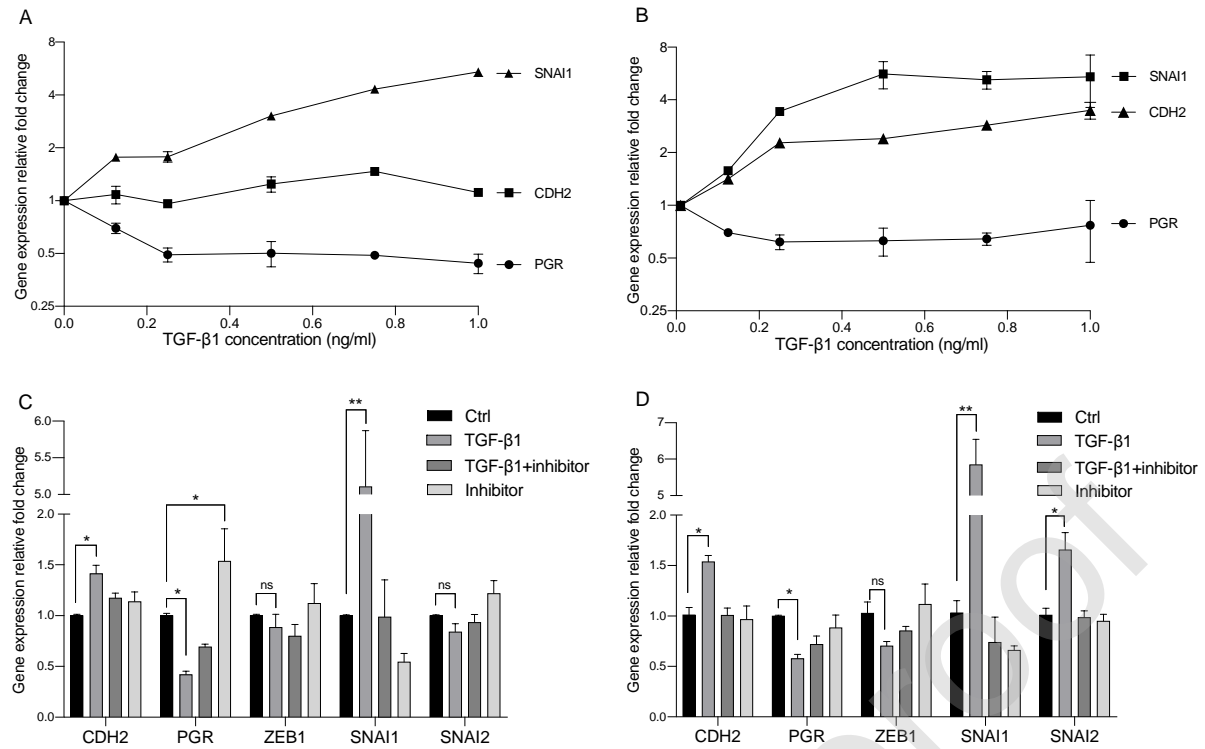 A
Gene expression relative fold change
8
4
2
1
0.5
0.25
0.0 0.2 0.4 0.6 0.8 1.0
TGF-β1 concentration (ng/ml)
SNAI1
CDH2
PGR
B
Gene expression relative fold change
8
4
2
1
0.5
0.25
0.0 0.2 0.4 0.6 0.8 1.0
TGF-β1 concentration (ng/ml)
SNAI1
CDH2
PGR
C
Gene expression relative fold change
6.0
5.5
5.0
2.0
1.5
1.0
0.5
0.0
* * * ns ** ns
Ctrl
TGF-β1
TGF-β1+inhibitor
Inhibitor
CDH2 PGR ZEB1 SNAI1 SNAI2
D
Gene expression relative fold change
7
6
5
2.0
1.5
1.0
0.5
0.0
* * ns ** *
Ctrl
TGF-β1
TGF-β1+inhibitor
Inhibitor
CDH2 PGR ZEB1 SNAI1 SNAI2
proof